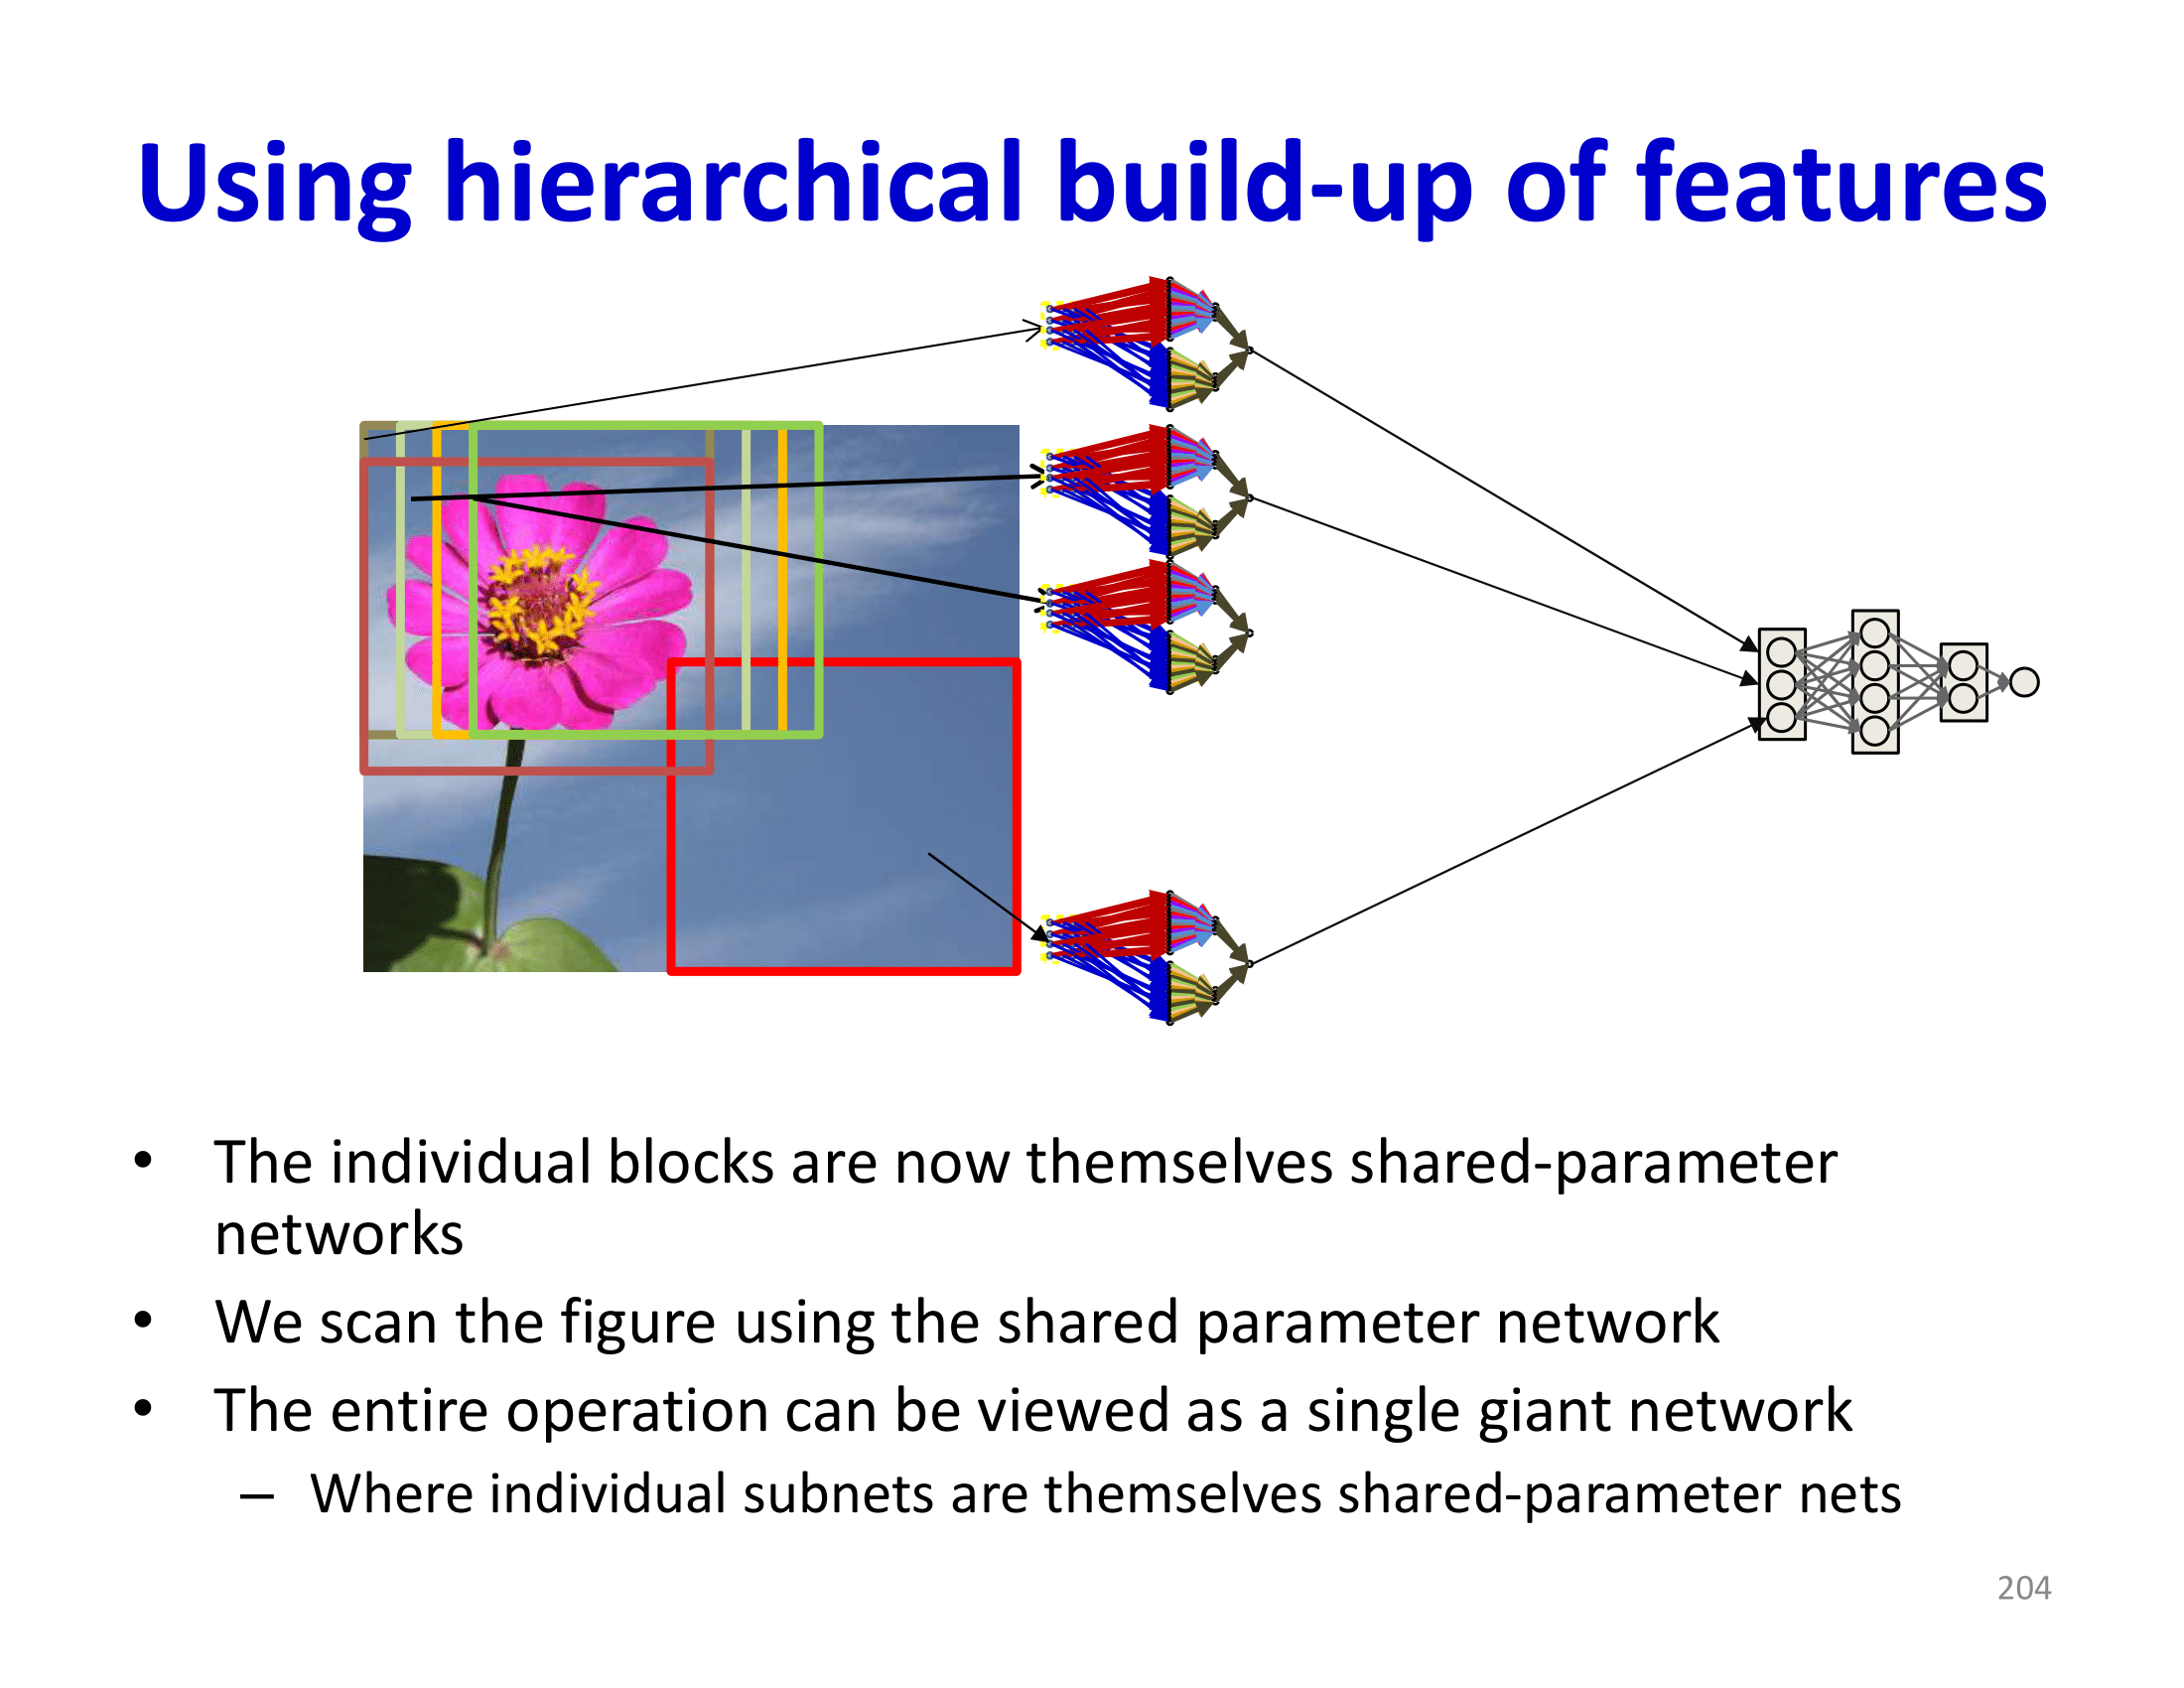 Using hierarchical build-up of features
• The individual blocks are now themselves shared-parameter
networks
• We scan the figure using the shared parameter network
• The entire operation can be viewed as a single giant network
– Where individual subnets are themselves shared-parameter nets
204